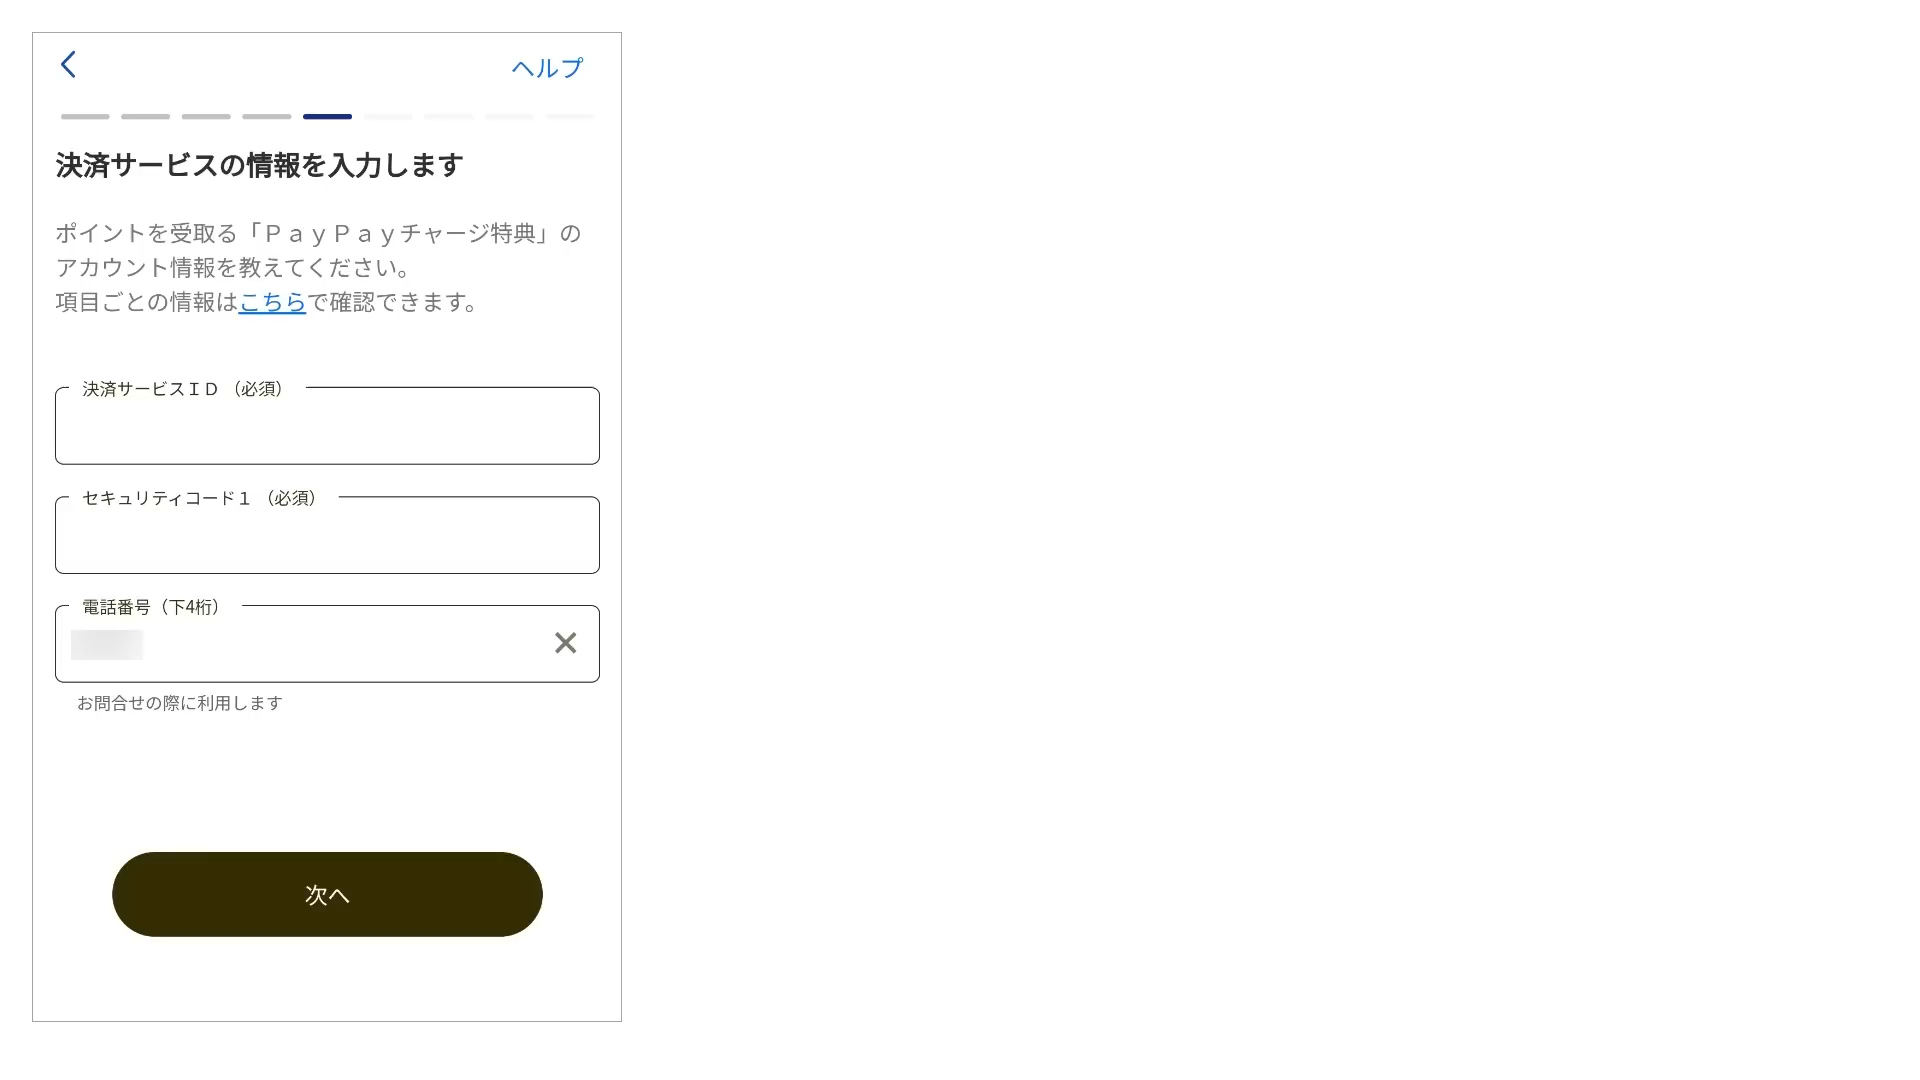 ヘルプ
決済サービスの情報を入力します
ポイントを受取る「ＰａｙＰａｙチャージ特典」の
アカウント情報を教えてください。
項目ごとの情報はこちらで確認できます。
決済サービスＩＤ （必須）
セキュリティコード１ （必須）
電話番号（下4桁）
お問合せの際に利用します
次へ